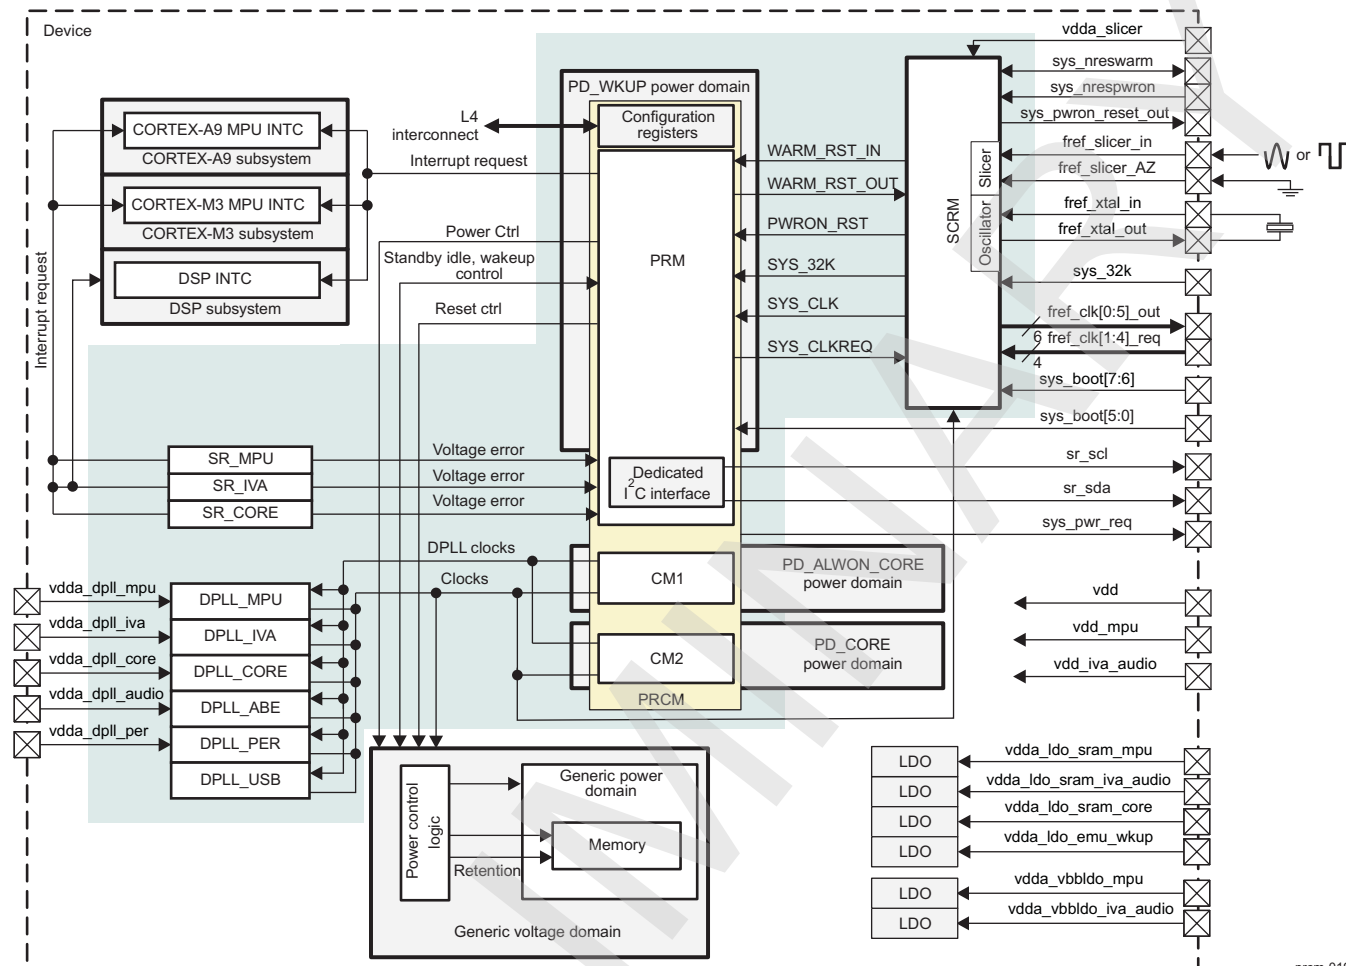 Device
vdda_slicer
sys_nreswarm
sys_nrespwron
sys_pwron_reset_out
fref_slicer_in
or
fref_slicer_AZ
fref_xtal_in
fref_xtal_out
sys_32k
fref_clk[0:5]_out
6
fref_clk[1:4]_req
4
sys_boot[7:6]
sys_boot[5:0]
sr_scl
sr_sda
sys_pwr_req
vdd
vdd_mpu
vdd_iva_audio
PD_WKUP power domain
Configuration
registers
L4
interconnect
Interrupt request
CORTEX-A9 MPU INTC
CORTEX-A9 subsystem
CORTEX-M3 MPU INTC
CORTEX-M3 subsystem
DSP INTC
DSP subsystem
Interrupt request
Power Ctrl
Standby idle, wakeup
control
Reset ctrl
PRM
WARM_RST_IN
WARM_RST_OUT
PWRON_RST
SYS_32K
SYS_CLK
SYS_CLKREQ
SCRM
Slicer
Oscillator
SR_MPU
SR_IVA
SR_CORE
Voltage error
Voltage error
Voltage error
Dedicated
I2C interface
DPLL clocks
Clocks
CM1
PD_ALWON_CORE
power domain
CM2
PD_CORE
power domain
PRCM
vdda_dpll_mpu
vdda_dpll_iva
vdda_dpll_core
vdda_dpll_audio
vdda_dpll_per
DPLL_MPU
DPLL_IVA
DPLL_CORE
DPLL_ABE
DPLL_PER
DPLL_USB
Power control
logic
Generic power
domain
Memory
Retention
Generic voltage domain
LDO
vdda_ldo_sram_mpu
LDO
vdda_ldo_sram_iva_audio
LDO
vdda_ldo_sram_core
LDO
vdda_ldo_emu_wkup
LDO
vdda_vbbldo_mpu
LDO
vdda_vbbldo_iva_audio